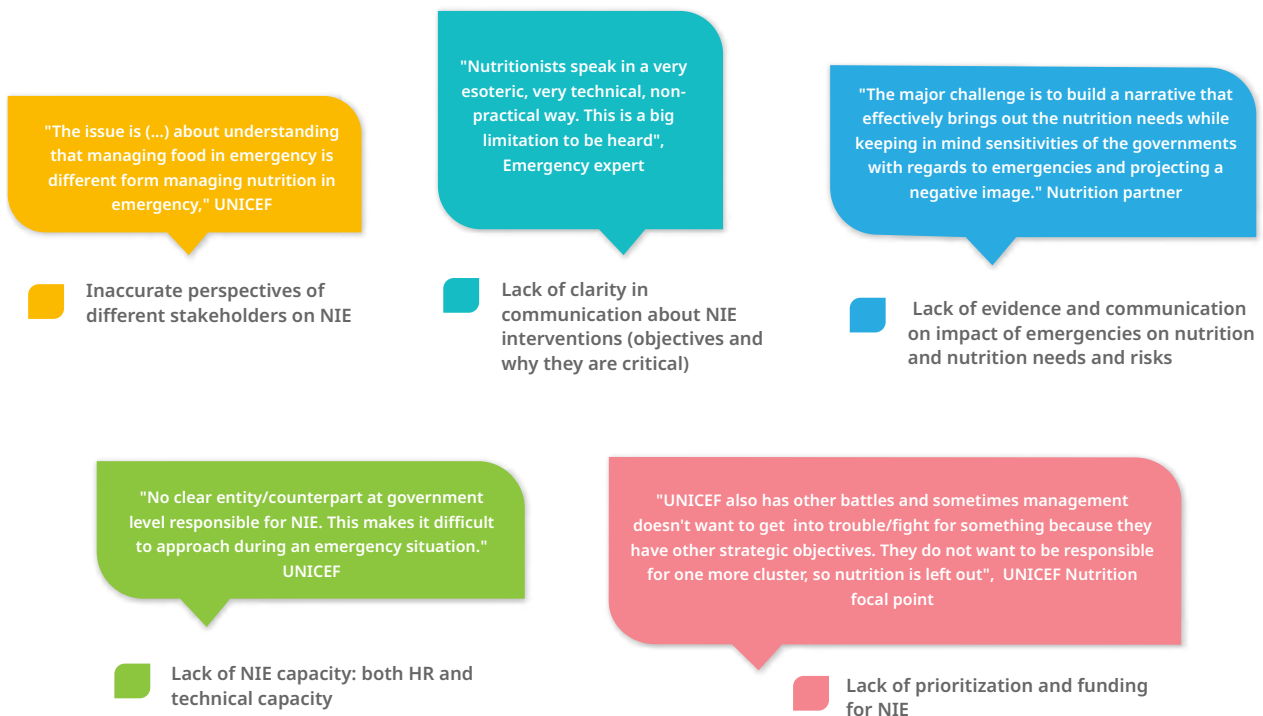 "The issue is (...) about understanding
that managing food in emergency is
different form managing nutrition in
emergency," UNICEF
Inaccurate perspectives of
different stakeholders on NIE
"Nutritionists speak in a very
esoteric, very technical, non-
practical way. This is a big
limitation to be heard",
Emergency expert
Lack of clarity in
communication about NIE
interventions (objectives and
why they are critical)
"The major challenge is to build a narrative that
effectively brings out the nutrition needs while
keeping in mind sensitivities of the governments
with regards to emergencies and projecting a
negative image." Nutrition partner
Lack of evidence and communication
on impact of emergencies on nutrition
and nutrition needs and risks
"No clear entity/counterpart at government
level responsible for NIE. This makes it difficult
to approach during an emergency situation."
UNICEF
Lack of NIE capacity: both HR and
technical capacity
"UNICEF also has other battles and sometimes management
doesn't want to get into trouble/fight for something because they
have other strategic objectives. They do not want to be responsible
for one more cluster, so nutrition is left out", UNICEF Nutrition
focal point
Lack of prioritization and funding
for NIE